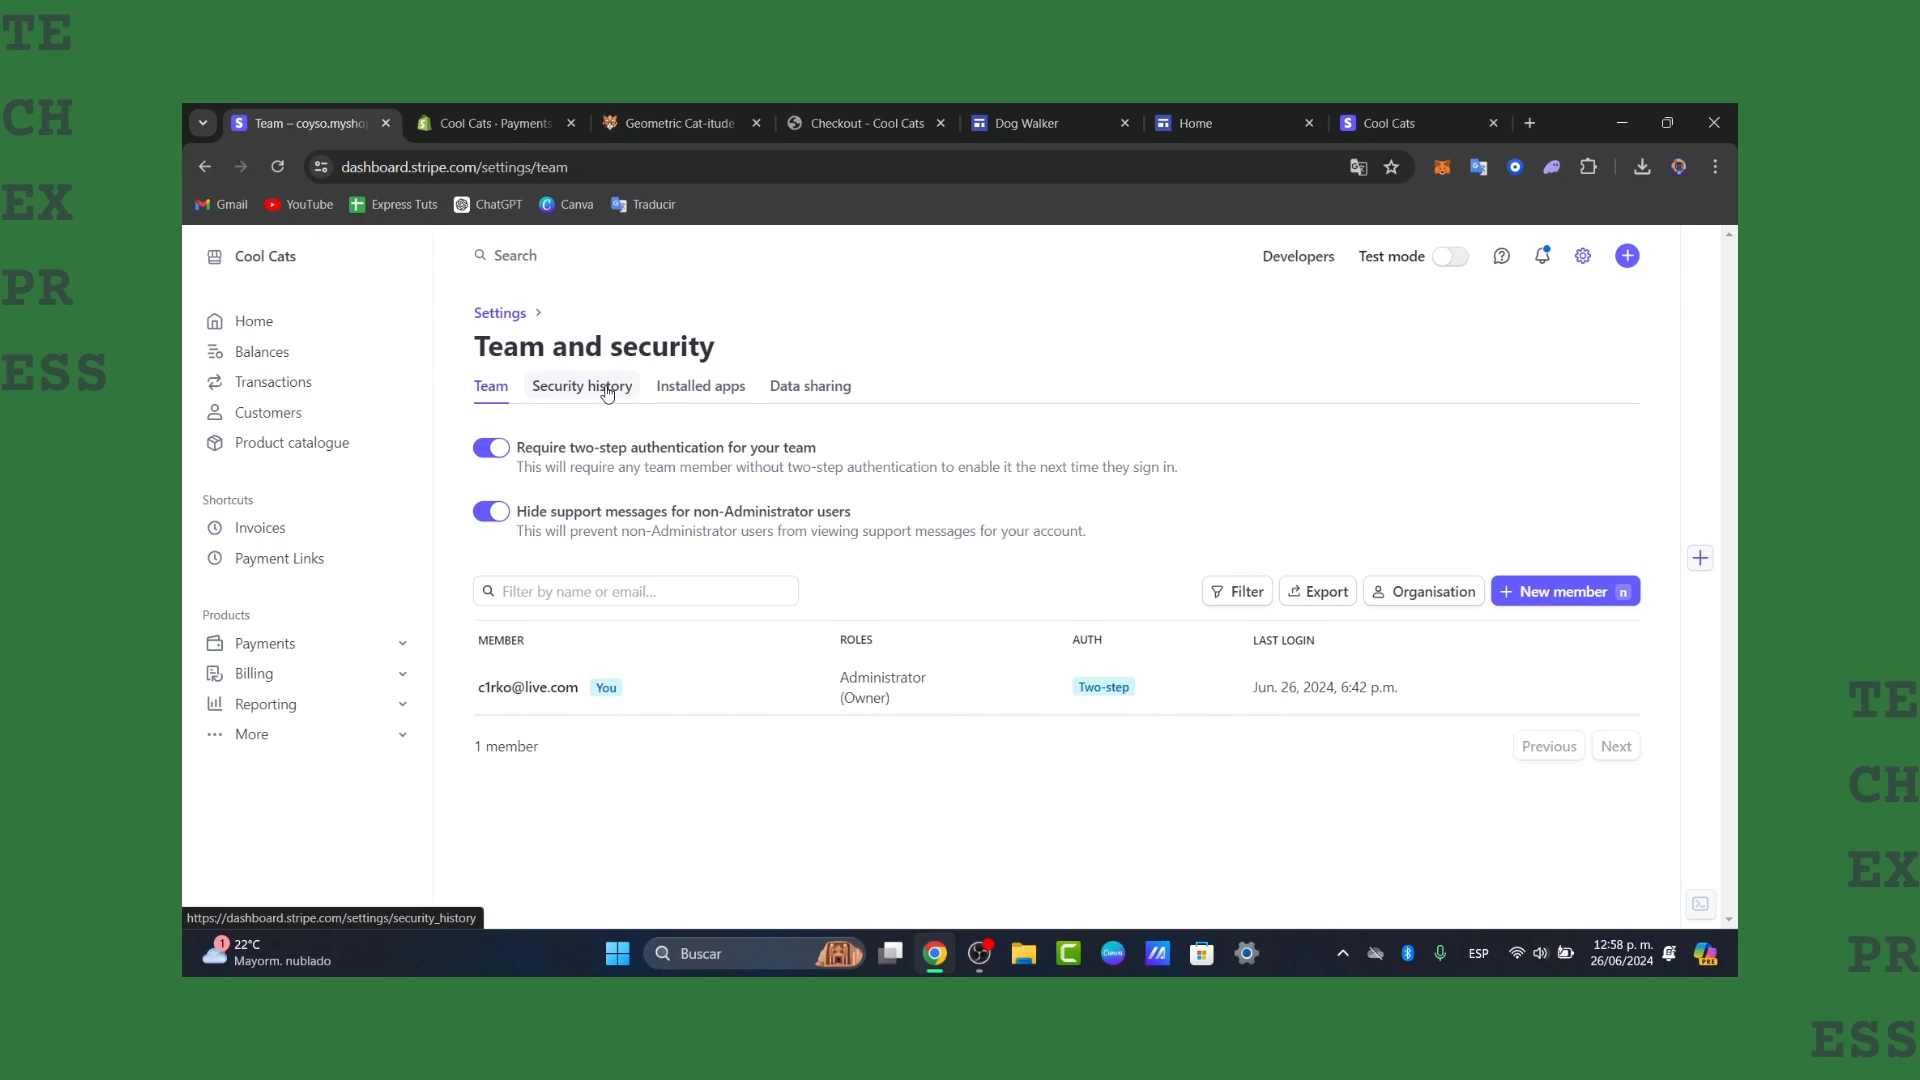 TE
CH
EX
PR
ESS
Team – coyso.mysho
Cool Cats · Payments
Geometric Cat-itude
Checkout - Cool Cats
Dog Walker
Home
Cool Cats
dashboard.stripe.com/settings/team
Gmail
YouTube
Express Tuts
ChatGPT
Canva
Traducir
Cool Cats
Search
Developers
Test mode
Home
Balances
Transactions
Customers
Product catalogue
Shortcuts
Invoices
Payment Links
Products
Payments
Billing
Reporting
More
Settings
Team and security
Team
Security history
Installed apps
Data sharing
Require two-step authentication for your team
This will require any team member without two-step authentication to enable it the next time they sign in.
Hide support messages for non-Administrator users
This will prevent non-Administrator users from viewing support messages for your account.
Filter by name or email...
Filter
Export
Organisation
New member n
MEMBER
ROLES
AUTH
LAST LOGIN
c1rko@live.com You
Administrator
(Owner)
Two-step
Jun. 26, 2024, 6:42 p.m.
1 member
Previous
Next
https://dashboard.stripe.com/settings/security_history
1
22°C
Mayorm. nublado
Buscar
Canva
ESP
12:58 p. m.
26/06/2024
PRE
TE
CH
EX
PR
ESS